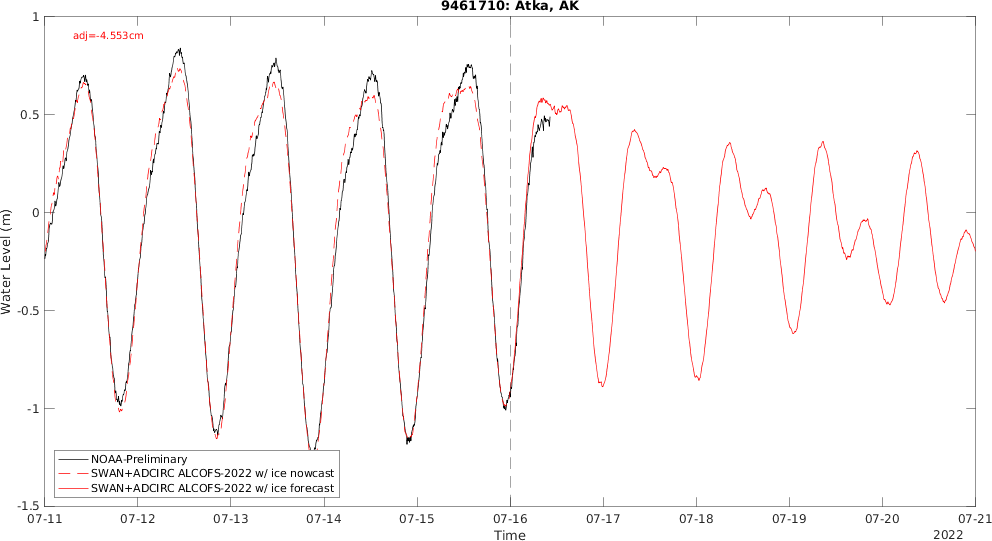 9461710: Atka, AK
adj=-4.553cm
1
0.5
0
-0.5
-1
-1.5
Water Level (m)
NOAA-Preliminary
SWAN+ADCIRC ALCOFS-2022 w/ ice nowcast
SWAN+ADCIRC ALCOFS-2022 w/ ice forecast
07-11 07-12 07-13 07-14 07-15 07-16 07-17 07-18 07-19 07-20 07-21
Time
2022